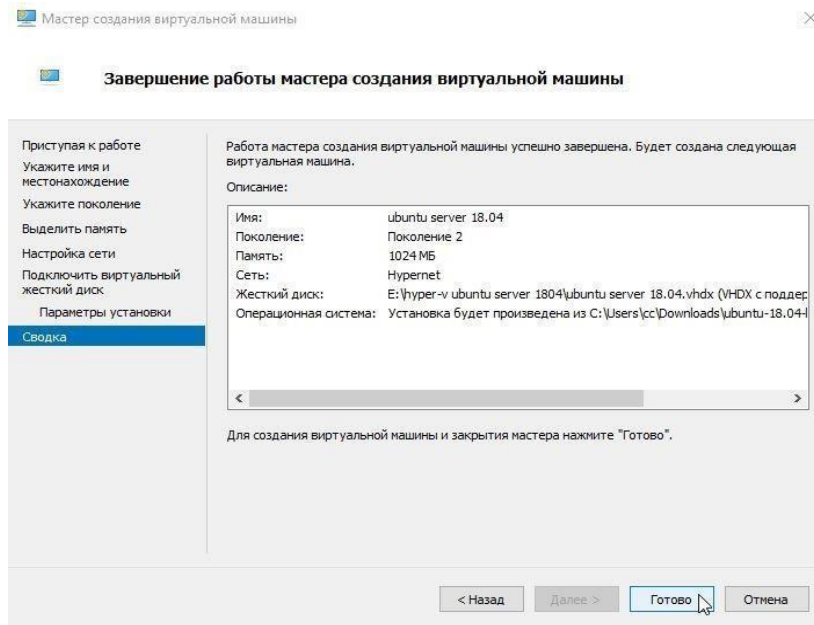 Мастер создания виртуальной машины
Завершение работы мастера создания виртуальной машины
Приступая к работе
Укажите имя и
местонахождение
Укажите поколение
Выделить память
Настройка сети
Подключить виртуальный
жесткий диск
Параметры установки
Сводка
Работа мастера создания виртуальной машины успешно завершена. Будет создана следующая
виртуальная машина.
Описание:
Имя: ubuntu server 18.04
Поколение: Поколение 2
Память: 1024 МБ
Сеть: Hypernet
Жесткий диск: E:\hyper-v ubuntu server 1804\ubuntu server 18.04.vhdx (VHDX с поддер
Операционная система: Установка будет произведена из C:\Users\cc\Downloads\ubuntu-18.04-l
Для создания виртуальной машины и закрытия мастера нажмите "Готово".
< Назад Далее > Готово Отмена